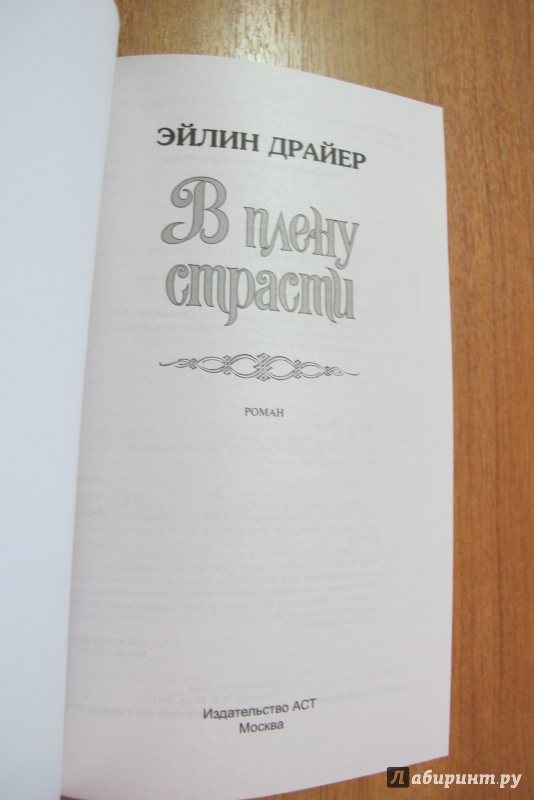 ЭЙЛИН ДРАЙЕР
В плену
страсти
РОМАН
Издательство АСТ
Москва
Лабиринт.ру